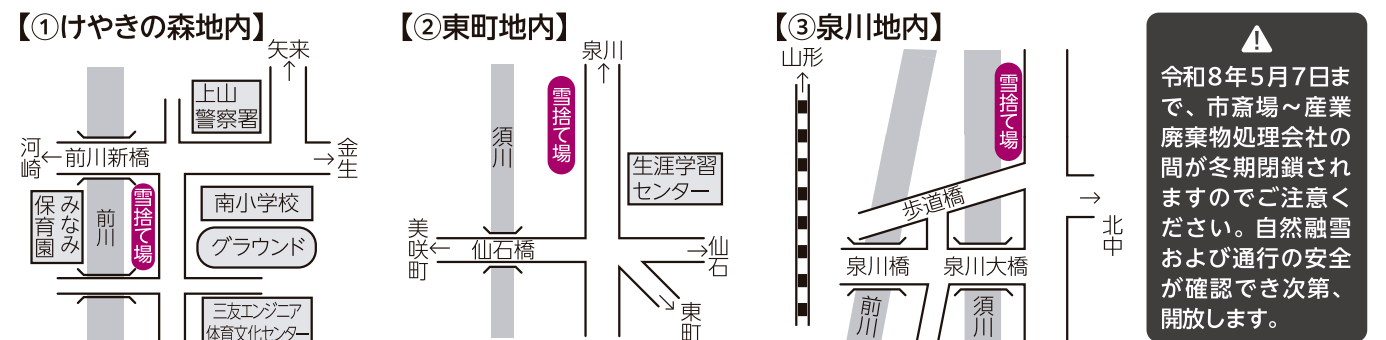 【①けやきの森地内】
矢来
上山
警察署
河崎
前川新橋
金生
みなみ
保育園
前川
雪捨て場
南小学校
グラウンド
三友エンジニア
体育文化センター
【②東町地内】
泉川
雪捨て場
須川
生涯学習
センター
美咲町
仙石橋
仙石
東町
【③泉川地内】
山形
雪捨て場
歩道橋
北中
泉川橋
泉川大橋
前川
須川
令和8年5月7日ま
で、市斎場～産業
廃棄物処理会社の
間が冬期閉鎖され
ますのでご注意く
ださい。自然融雪
および通行の安全
が確認でき次第、
開放します。